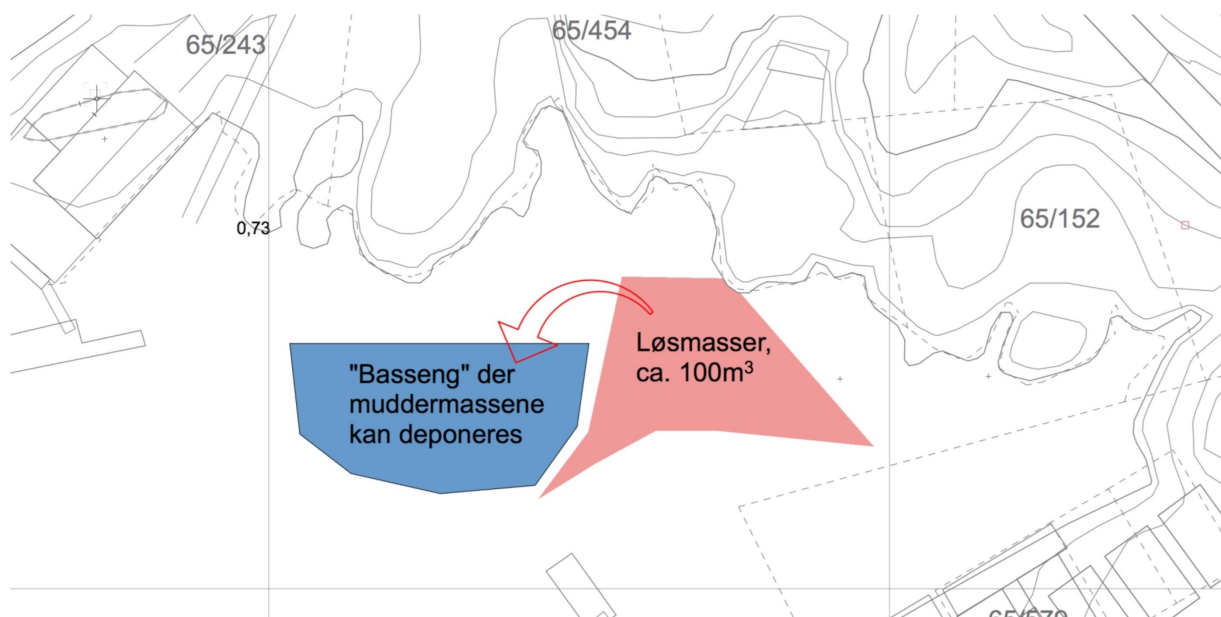 65/243
65/454
65/152
0,73
Løsmasser,
ca. 100m³
"Basseng" der
muddermassene
kan deponeres